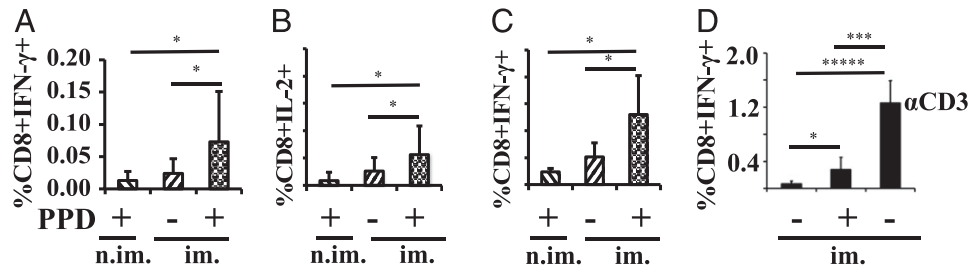 A
%CD8+IFN-γ+
0.20
0.15
0.10
0.05
0.00
*
*
PPD + - +
n.im. im.
B
%CD8+IL-2+
*
*
+ - +
n.im. im.
C
%CD8+IFN-γ+
*
*
+ - +
n.im. im.
D
%CD8+IFN-γ+
2.0
1.2
0.4
***
*****
*
αCD3
- + -
im.